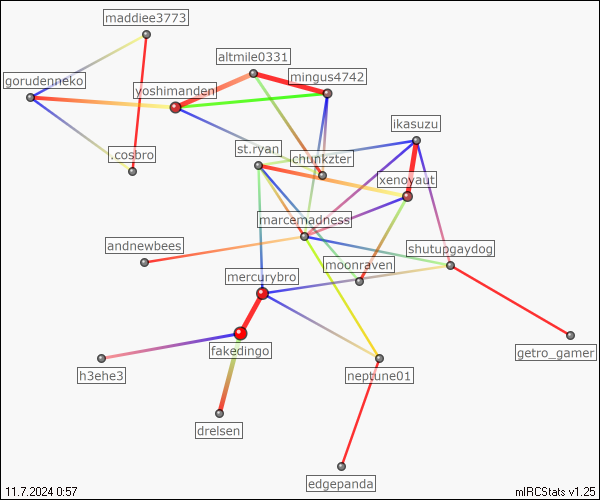 maddiee3773
altmile0331
gorudenneko
yoshimanden
mingus4742
ikasuzu
st.ryan
chunkzter
.cosbro
xenoyaut
marcemadness
andnewbees
shutupgaydog
moonraven
mercurybro
fakedingo
getro_gamer
h3ehe3
neptune01
drelsen
edgepanda
11.7.2024 0:57
mIRCStats v1.25